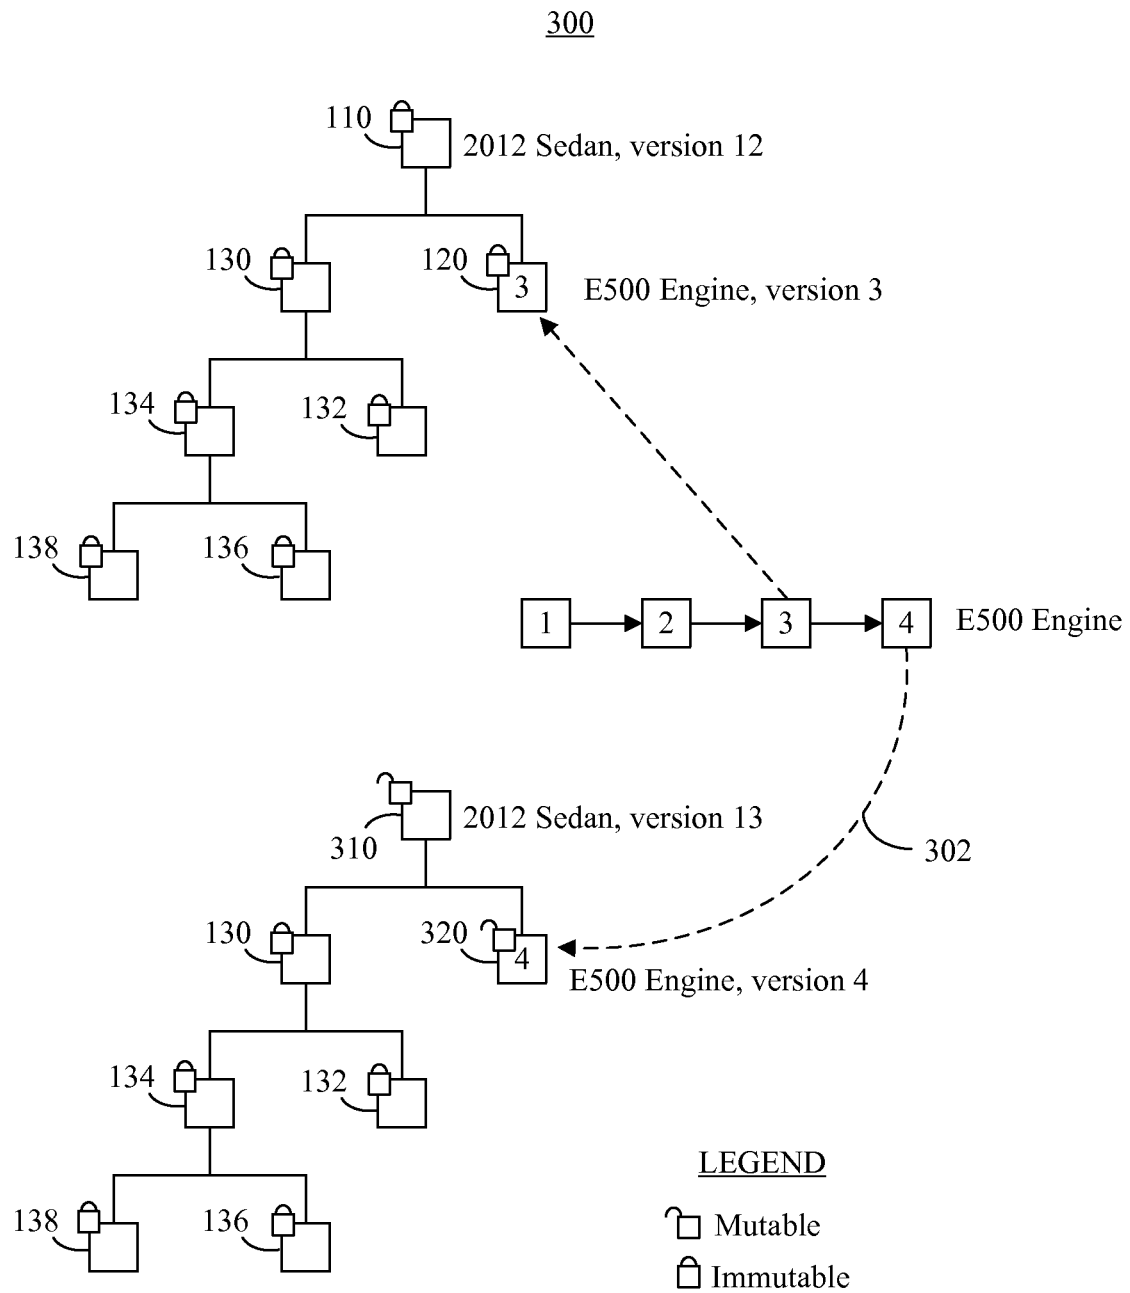 300
110
2012 Sedan, version 12
130
120
3
E500 Engine, version 3
134
132
138
136
1
2
3
4
E500 Engine
2012 Sedan, version 13
310
302
130
320
4
E500 Engine, version 4
134
132
LEGEND
138
136
Mutable
Immutable